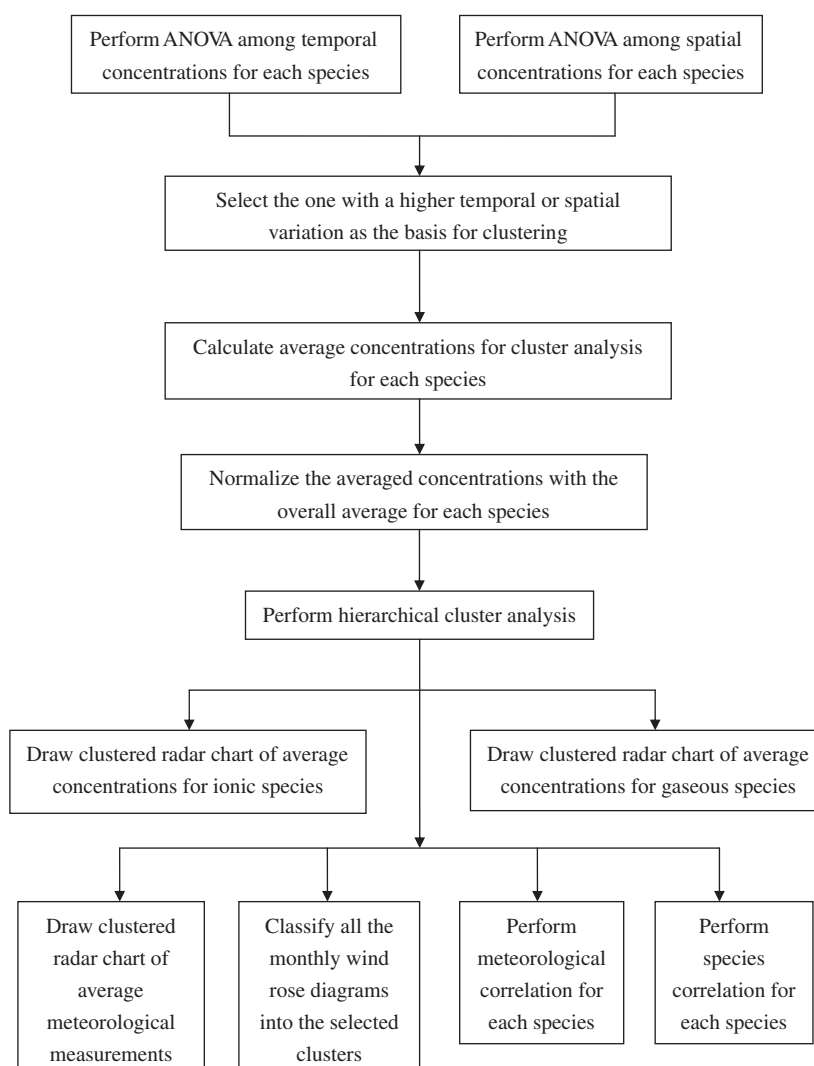 Perform ANOVA among temporal
concentrations for each species
Perform ANOVA among spatial
concentrations for each species
Select the one with a higher temporal or spatial
variation as the basis for clustering
Calculate average concentrations for cluster analysis
for each species
Normalize the averaged concentrations with the
overall average for each species
Perform hierarchical cluster analysis
Draw clustered radar chart of average
concentrations for ionic species
Draw clustered radar chart of average
concentrations for gaseous species
Draw clustered
radar chart of
average
meteorological
measurements
Classify all the
monthly wind
rose diagrams
into the selected
clusters
Perform
meteorological
correlation for
each species
Perform
species
correlation for
each species